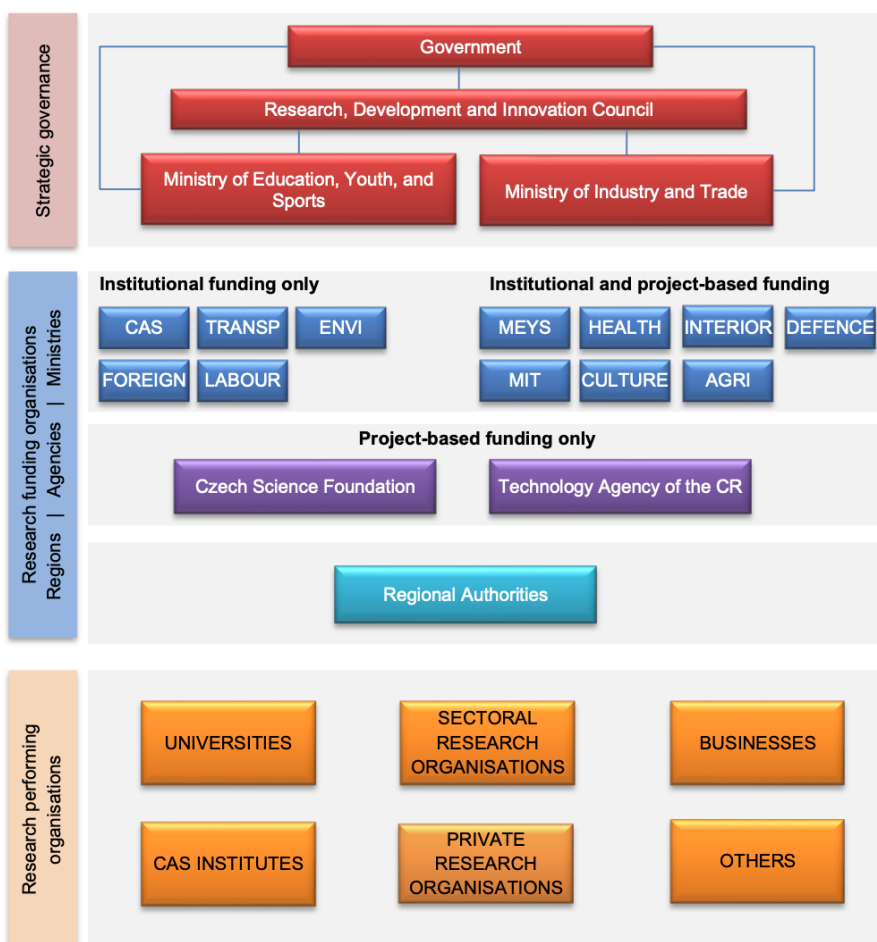 Strategic governance
Government
Research, Development and Innovation Council
Ministry of Education, Youth, and
Sports
Ministry of Industry and Trade
Research funding organisations
Regions | Agencies | Ministries
Institutional funding only
Institutional and project-based funding
CAS
TRANSP
ENVI
MEYS
HEALTH
INTERIOR
DEFENCE
FOREIGN
LABOUR
MIT
CULTURE
AGRI
Project-based funding only
Czech Science Foundation
Technology Agency of the CR
Regional Authorities
Research performing
organisations
UNIVERSITIES
SECTORAL
RESEARCH
ORGANISATIONS
BUSINESSES
CAS INSTITUTES
PRIVATE
RESEARCH
ORGANISATIONS
OTHERS